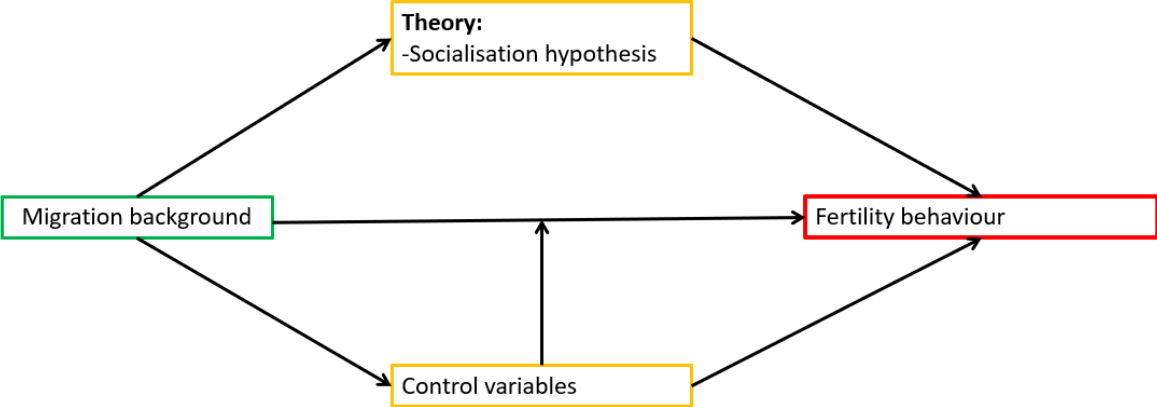 Theory:
-Socialisation hypothesis
Migration background
Fertility behaviour
Control variables